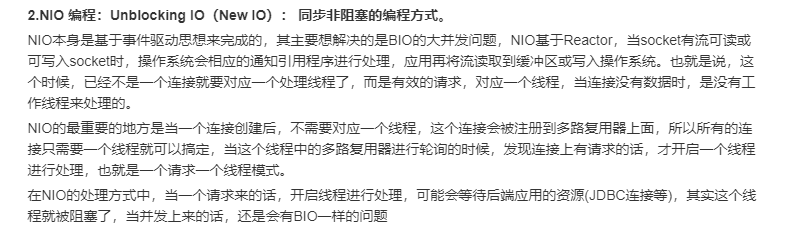 2.NIO 编程：Unblocking IO（New IO）： 同步非阻塞的编程方式。
NIO本身是基于事件驱动思想来完成的，其主要想解决的是BIO的大并发问题，NIO基于Reactor，当socket有流可读或
可写入socket时，操作系统会相应的通知引用程序进行处理，应用再将流读取到缓冲区或写入操作系统。也就是说，这
个时候，已经不是一个连接就要对应一个处理线程了，而是有效的请求，对应一个线程，当连接没有数据时，是没有工
作线程来处理的。
NIO的最重要的地方是当一个连接创建后，不需要对应一个线程，这个连接会被注册到多路复用器上面，所以所有的连
接只需要一个线程就可以搞定，当这个线程中的多路复用器进行轮询的时候，发现连接上有请求的话，才开启一个线程
进行处理，也就是一个请求一个线程模式。
在NIO的处理方式中，当一个请求来的话，开启线程进行处理，可能会等待后端应用的资源(JDBC连接等)，其实这个线
程就被阻塞了，当并发上来的话，还是会有BIO一样的问题